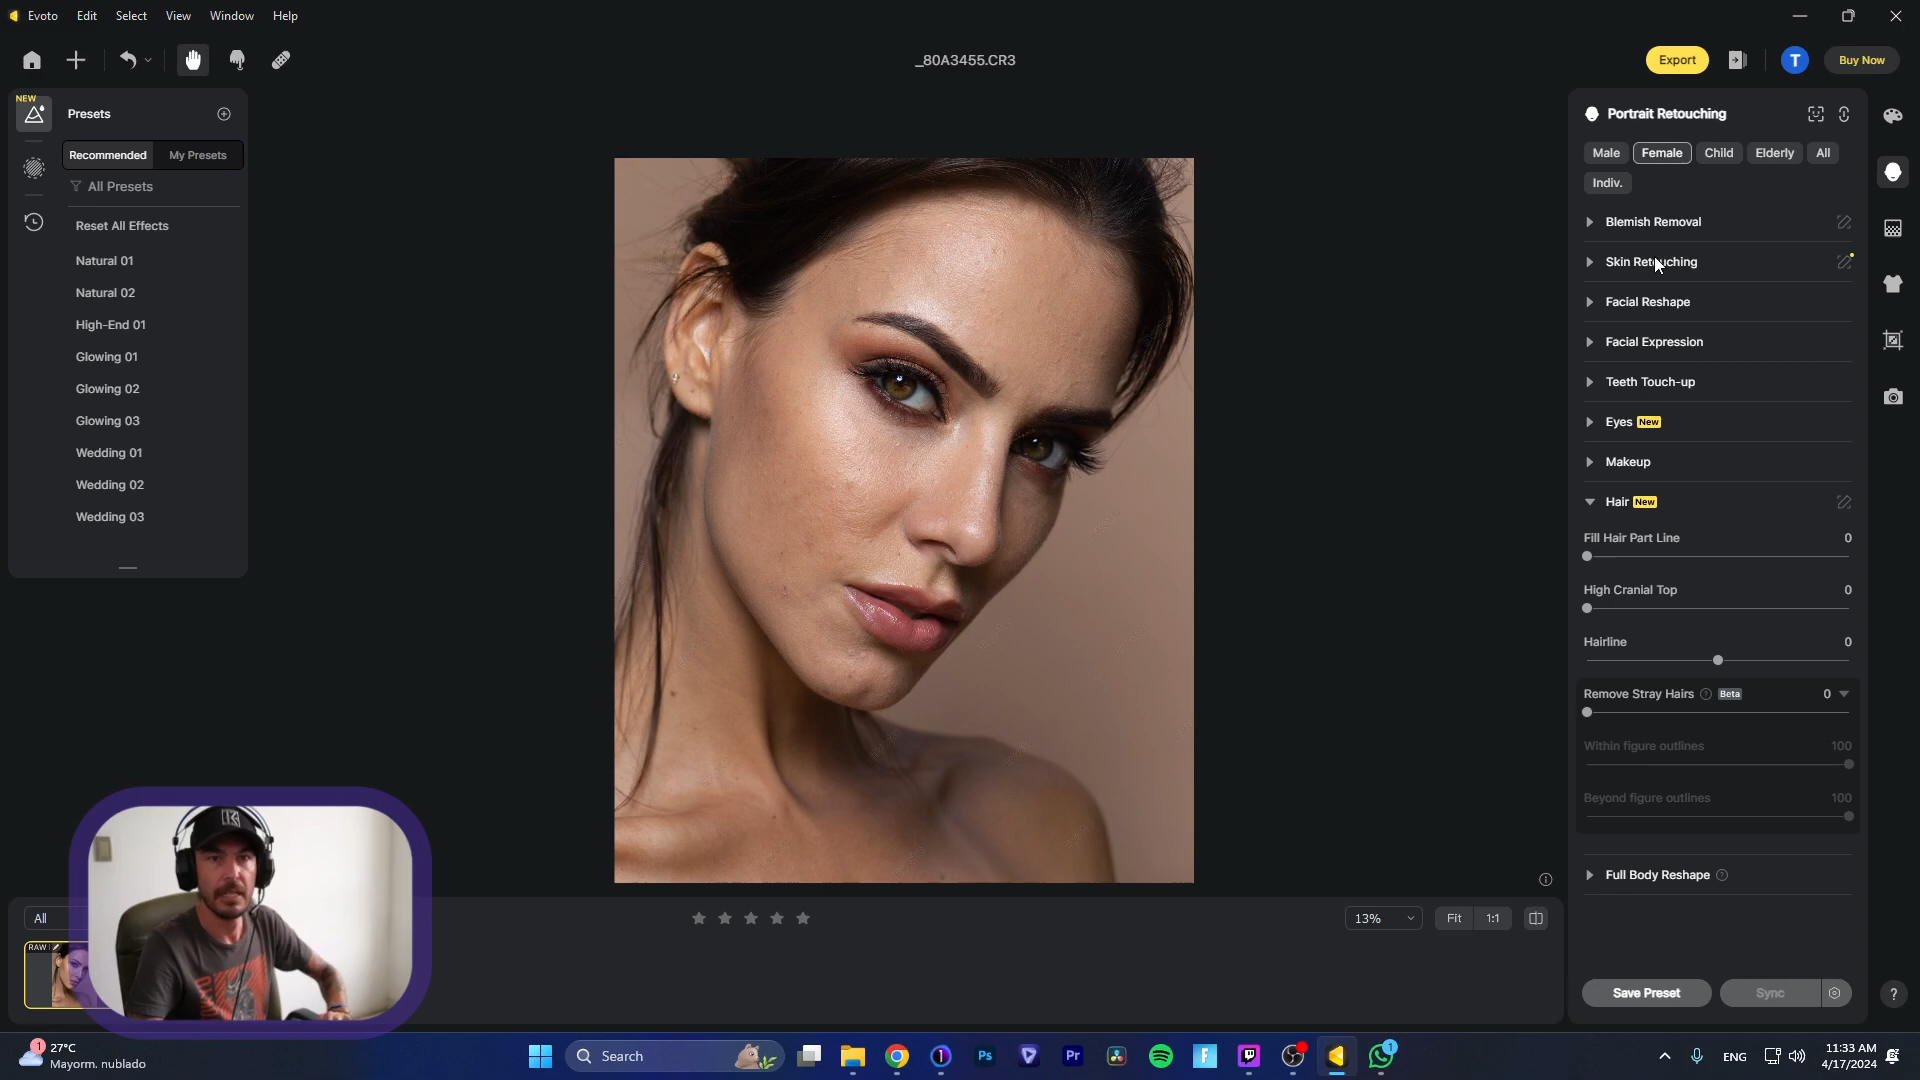 Evoto Edit Select View Window Help
_80A3455.CR3
Export
T
Buy Now
NEW
Presets
Recommended My Presets
All Presets
Reset All Effects
Natural 01
Natural 02
High-End 01
Glowing 01
Glowing 02
Glowing 03
Wedding 01
Wedding 02
Wedding 03
Portrait Retouching
Male Female Child Elderly All
Indiv.
Blemish Removal
Skin Retouching
Facial Reshape
Facial Expression
Teeth Touch-up
Eyes New
Makeup
Hair New
Fill Hair Part Line 0
High Cranial Top 0
Hairline 0
Remove Stray Hairs ? Beta 0
Within figure outlines 100
Beyond figure outlines 100
Full Body Reshape ?
Save Preset Sync
?
All
13% Fit 1:1
RAW
1 27°C
Mayorm. nublado
Search
Ps
Pr
F
1
ENG
11:33 AM
4/17/2024